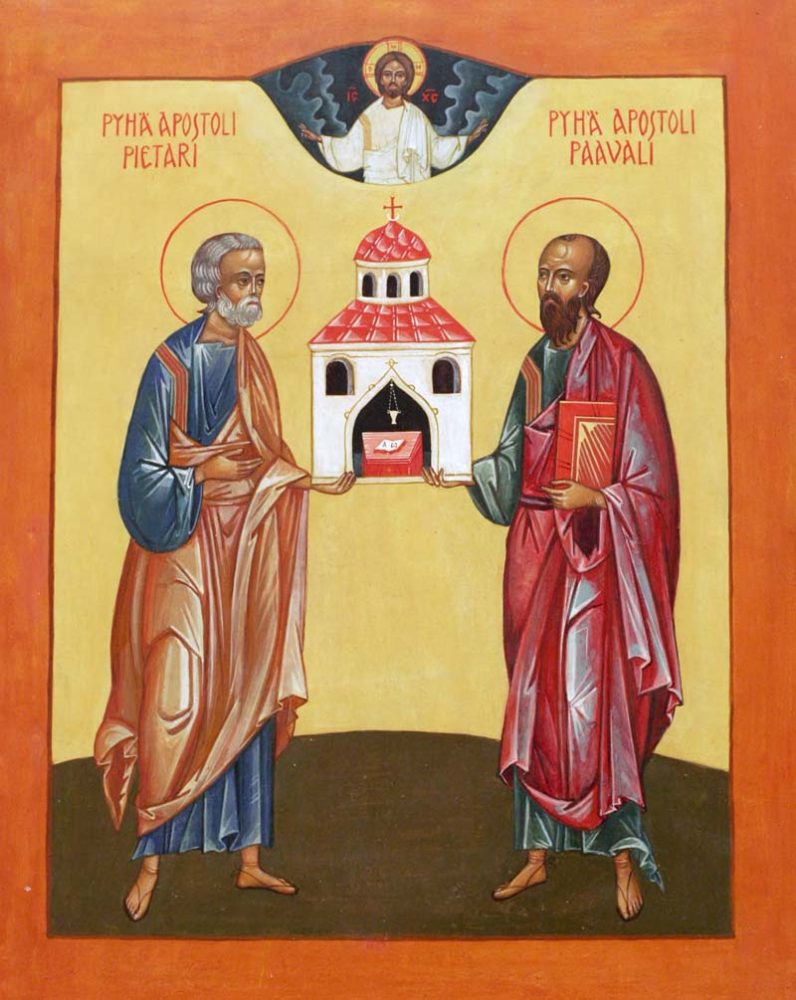 IC XC
PYHÄ APOSTOLI
PIETARI
PYHÄ APOSTOLI
PAAVALI
Α Ω